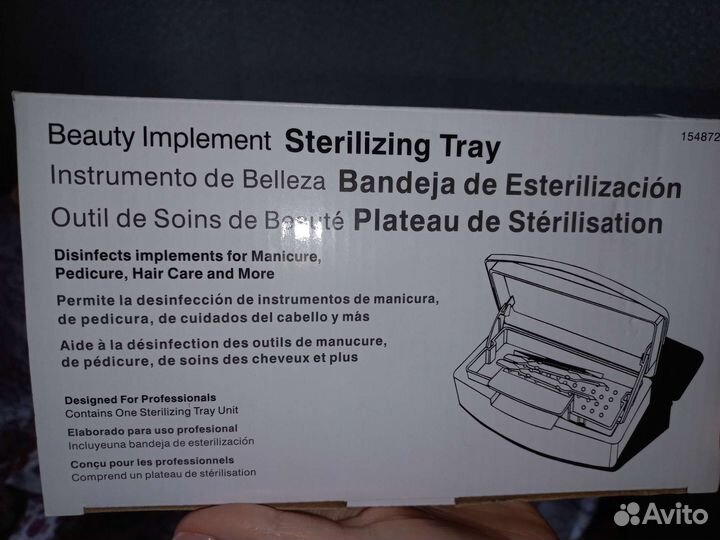 Beauty Implement Sterilizing Tray
154872
Instrumento de Belleza Bandeja de Esterilización
Outil de Soins de Beauté Plateau de Stérilisation
Disinfects implements for Manicure,
Pedicure, Hair Care and More
Permite la desinfección de instrumentos de manicura,
de pedicura, de cuidados del cabello y más
Aide à la désinfection des outils de manucure,
de pédicure, de soins des cheveux et plus
Designed For Professionals
Contains One Sterilizing Tray Unit
Elaborado para uso profesional
Incluyeuna bandeja de esterilización
Conçu pour les professionnels
Comprend un plateau de stérilisation
Avito